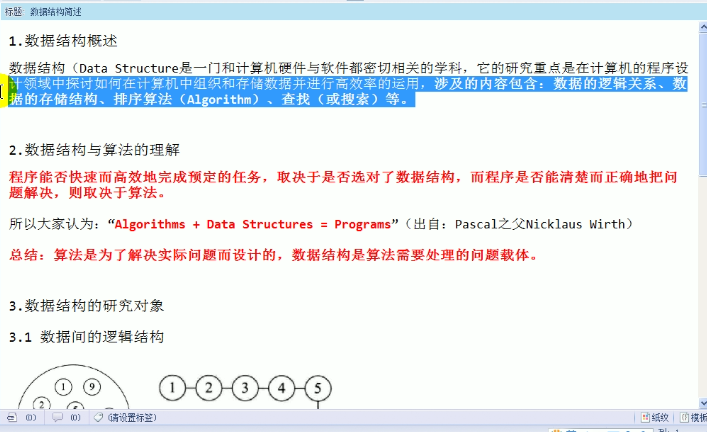 标题: 数据结构简述
1.数据结构概述
数据结构（Data Structure是一门和计算机硬件与软件都密切相关的学科，它的研究重点是在计算机的程序设
计领域中探讨如何在计算机中组织和存储数据并进行高效率的运用，涉及的内容包含：数据的逻辑关系、数
据的存储结构、排序算法（Algorithm）、查找（或搜索）等。
2.数据结构与算法的理解
程序能否快速而高效地完成预定的任务，取决于是否选对了数据结构，而程序是否能清楚而正确地把问
题解决，则取决于算法。
所以大家认为：“Algorithms + Data Structures = Programs”（出自：Pascal之父Nicklaus Wirth）
总结：算法是为了解决实际问题而设计的，数据结构是算法需要处理的问题载体。
3.数据结构的研究对象
3.1 数据间的逻辑结构
1 9 1 2 3 4 5
2
(0) (0) (请设置标签) 纸纹 模板